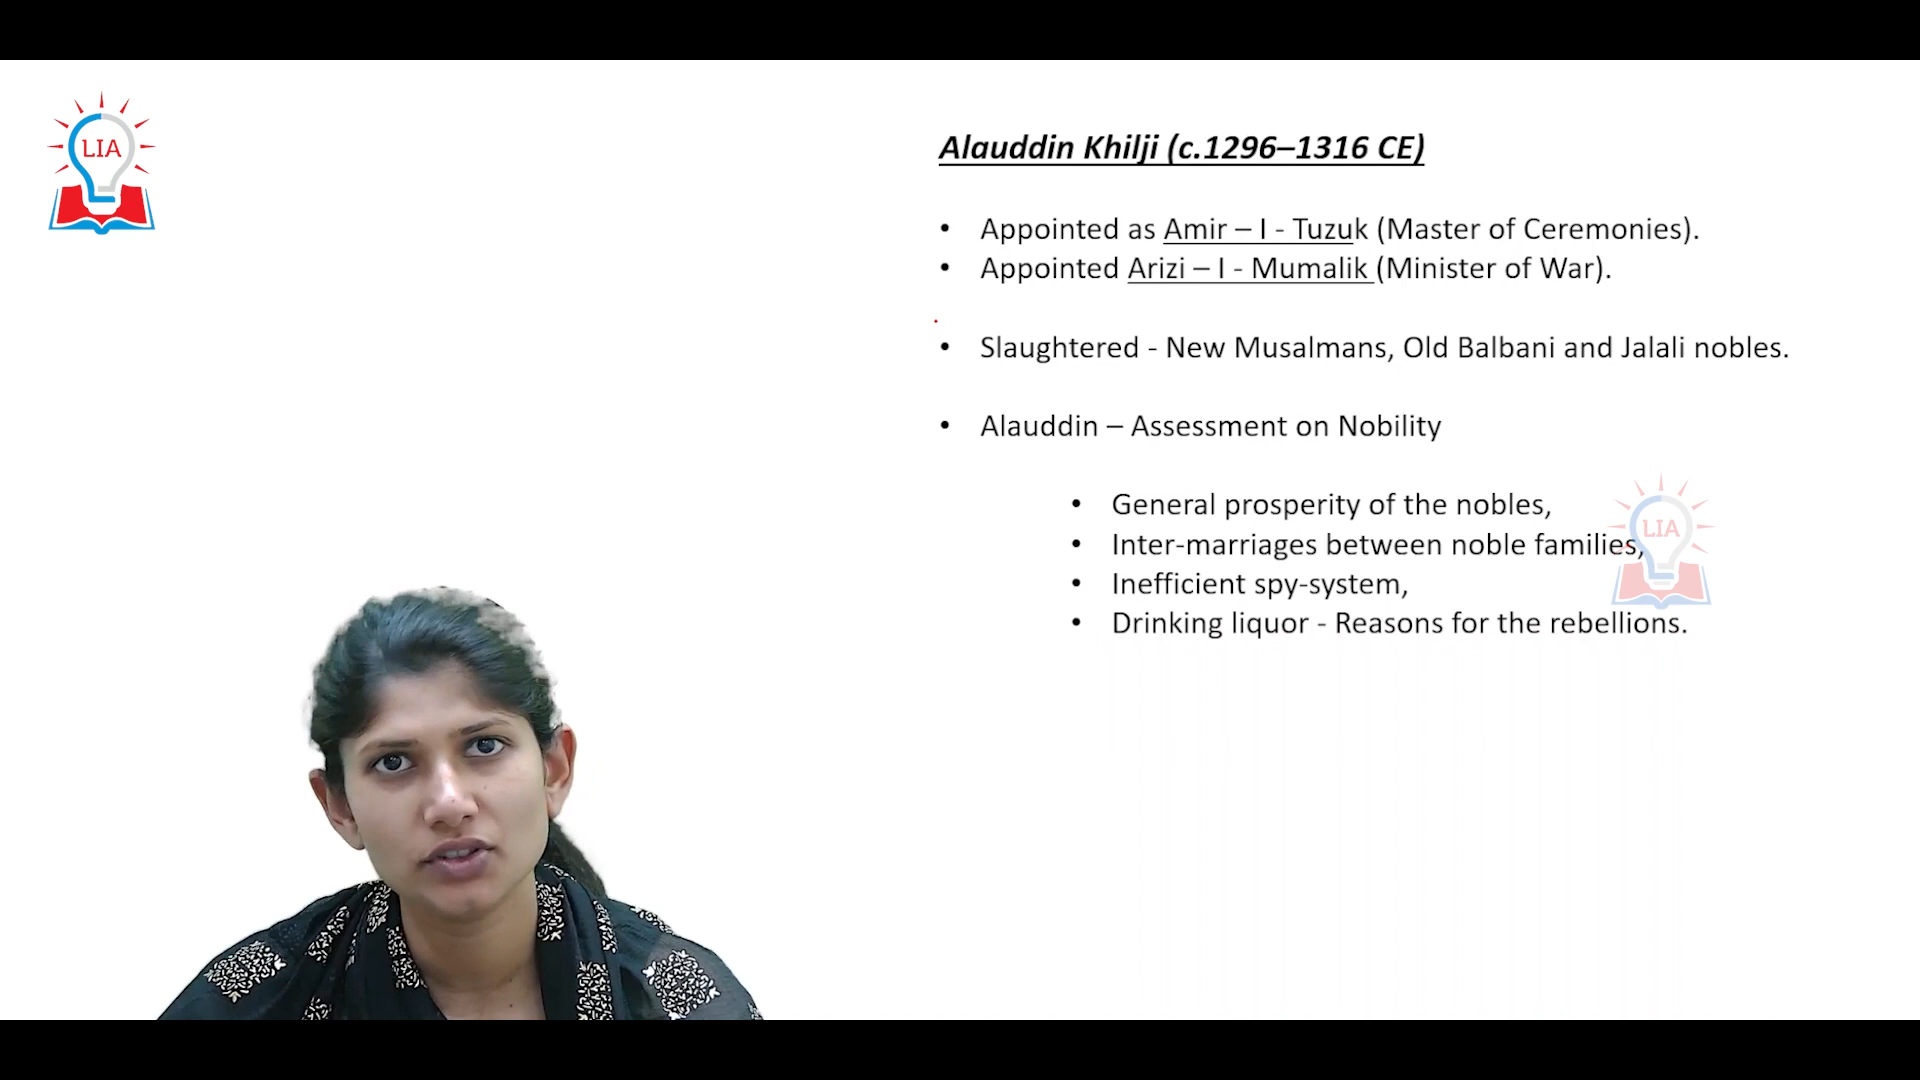 LIA
Alauddin Khilji (c.1296–1316 CE)
• Appointed as Amir – I - Tuzuk (Master of Ceremonies).
• Appointed Arizi – I - Mumalik (Minister of War).
• Slaughtered - New Musalmans, Old Balbani and Jalali nobles.
• Alauddin – Assessment on Nobility
• General prosperity of the nobles,
LIA
• Inter-marriages between noble families,
• Inefficient spy-system,
• Drinking liquor - Reasons for the rebellions.